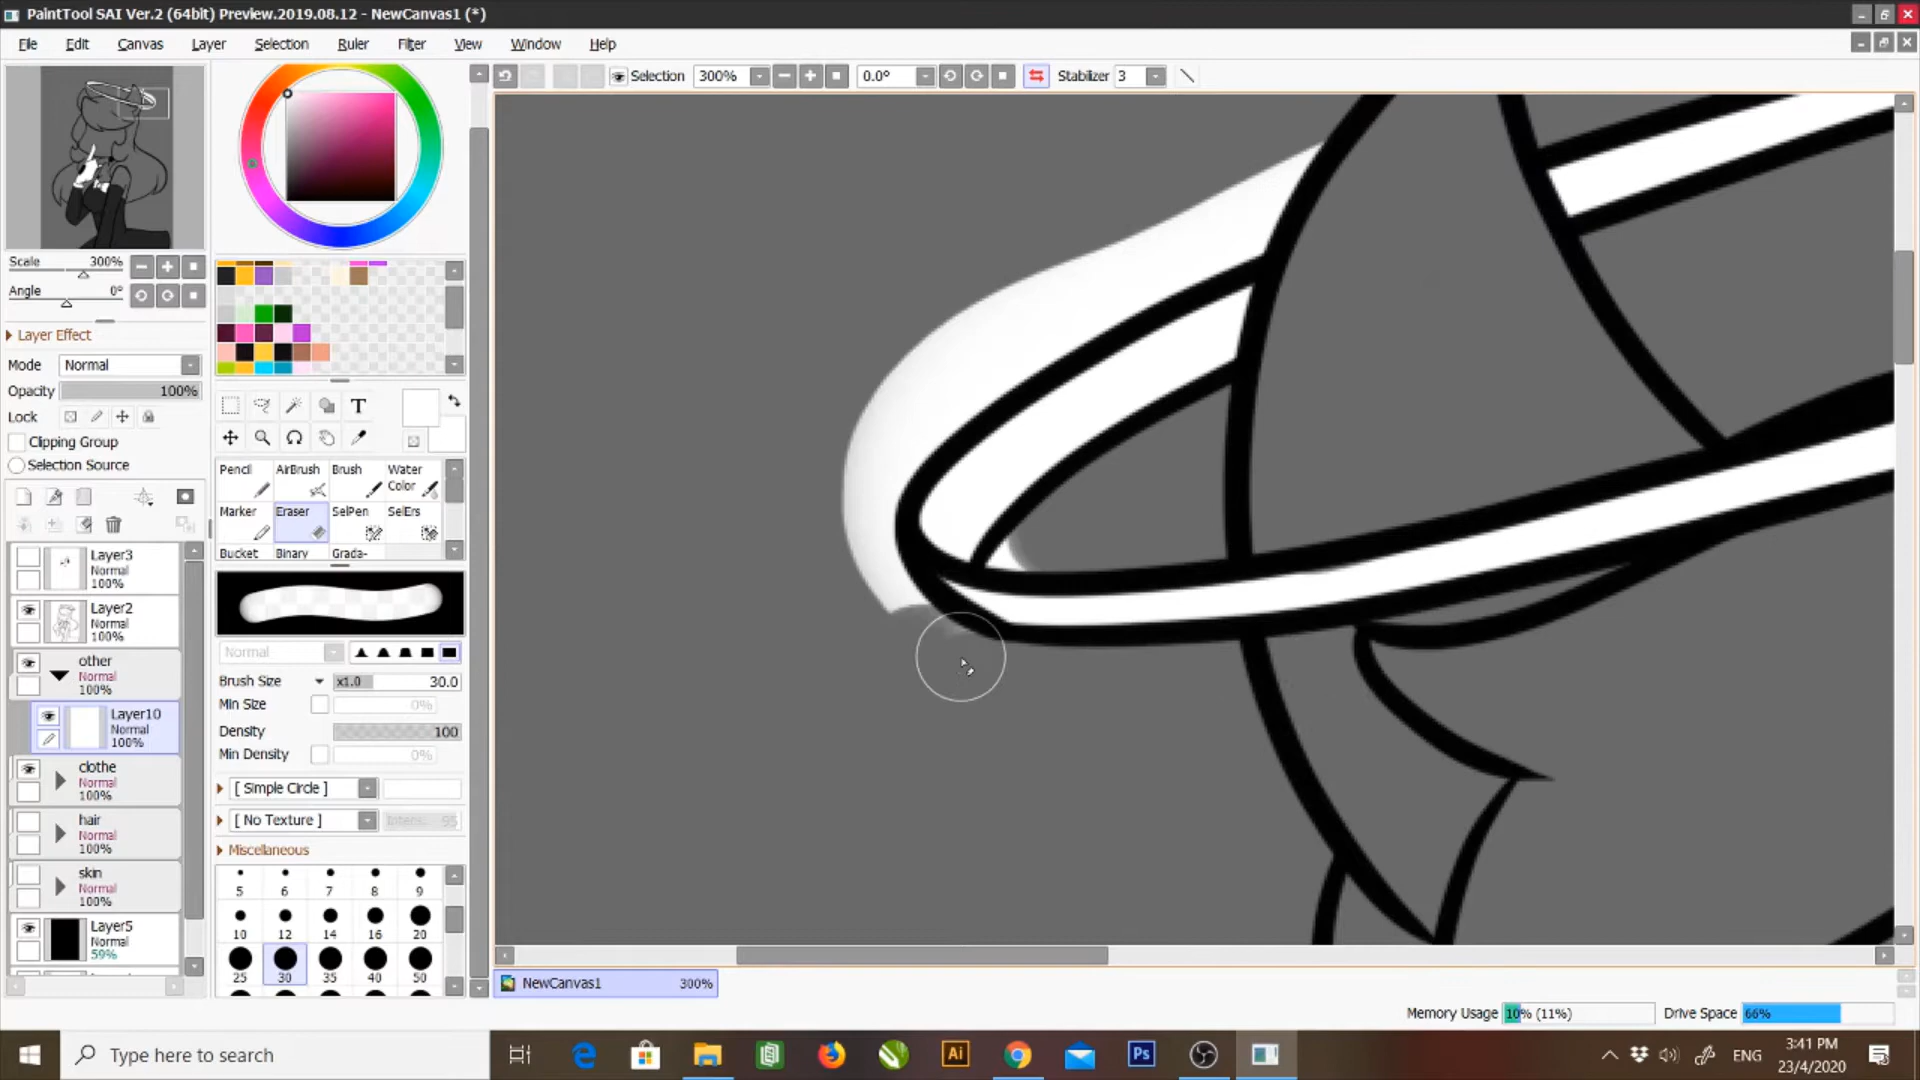 PaintTool SAI Ver.2 (64bit) Preview.2019.08.12 - NewCanvas1 (*)
File Edit Canvas Layer Selection Ruler Filter View Window Help
Selection 300% 0.0° Stabilizer 3
Scale 300%
Angle 0°
Layer Effect
Mode Normal
Opacity 100%
Lock
Clipping Group
Selection Source
Layer3
Normal
100%
Layer2
Normal
100%
other
Normal
100%
Layer10
Normal
100%
clothe
Normal
100%
hair
Normal
100%
skin
Normal
100%
Layer5
Normal
59%
T
Pencil AirBrush Brush Water Color
Marker Eraser SelPen SelErs
Bucket Binary Grada-
Normal
Brush Size x1.0 30.0
Min Size 0%
Density 100
Min Density 0%
[ Simple Circle ]
[ No Texture ] Intens. 95
Miscellaneous
5 6 7 8 9
10 12 14 16 20
25 30 35 40 50
NewCanvas1 300%
Memory Usage 10% (11%) Drive Space 66%
Type here to search
Ai
Ps
ENG
3:41 PM
23/4/2020